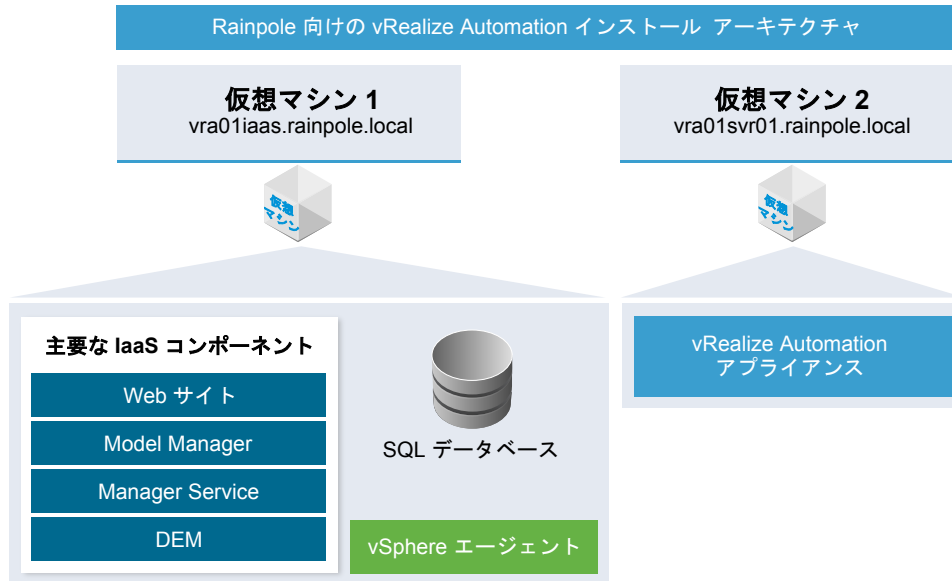 Rainpole 向けの vRealize Automation インストール アーキテクチャ
仮想マシン 1
vra01iaas.rainpole.local
仮想マシン 2
vra01svr01.rainpole.local
仮想
マシン
仮想
マシン
主要な IaaS コンポーネント
Web サイト
Model Manager
Manager Service
DEM
SQL データベース
vSphere エージェント
vRealize Automation
アプライアンス